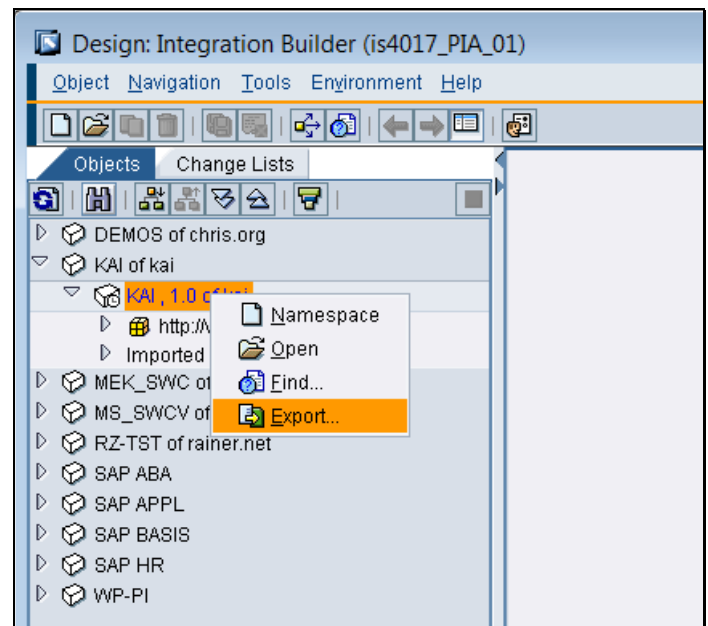 Design: Integration Builder (is4017_PIA_01)
Object Navigation Tools Environment Help
Objects Change Lists
DEMOS of chris.org
KAI of kai
KAI , 1.0 of kai
Namespace
http:/
Open
Imported
Find...
MEK_SWC of
Export...
MS_SWCV of
RZ-TST of rainer.net
SAP ABA
SAP APPL
SAP BASIS
SAP HR
WP-PI